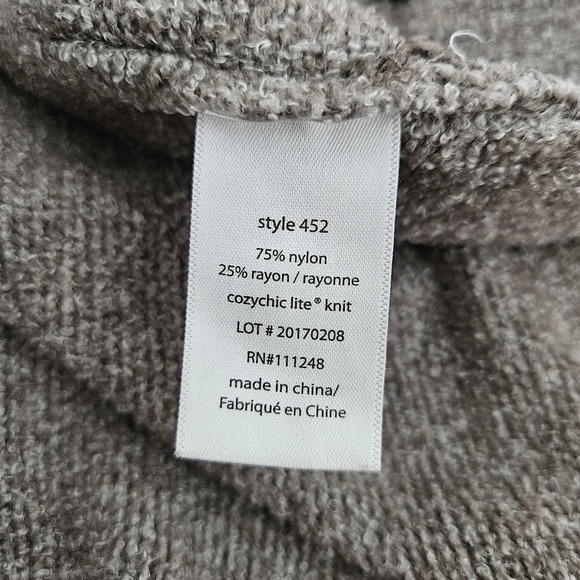 style 452
75% nylon
25% rayon / rayonne
cozychic lite® knit
LOT # 20170208
RN#111248
made in china/
Fabriqué en Chine